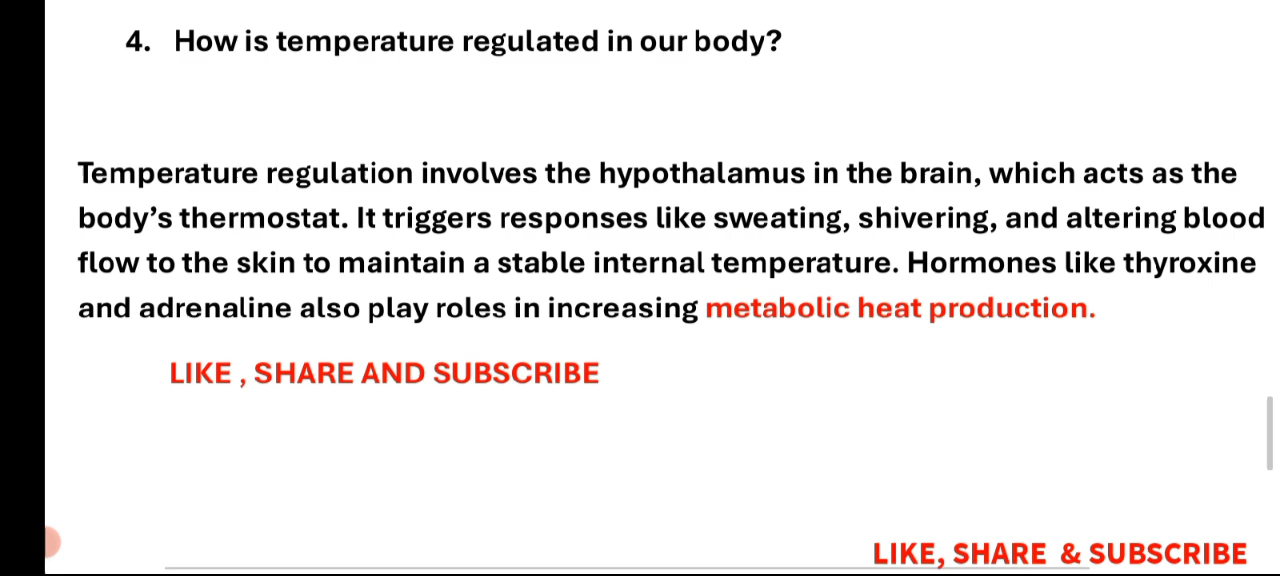 4. How is temperature regulated in our body?
Temperature regulation involves the hypothalamus in the brain, which acts as the
body’s thermostat. It triggers responses like sweating, shivering, and altering blood
flow to the skin to maintain a stable internal temperature. Hormones like thyroxine
and adrenaline also play roles in increasing metabolic heat production.
LIKE , SHARE AND SUBSCRIBE
LIKE, SHARE & SUBSCRIBE